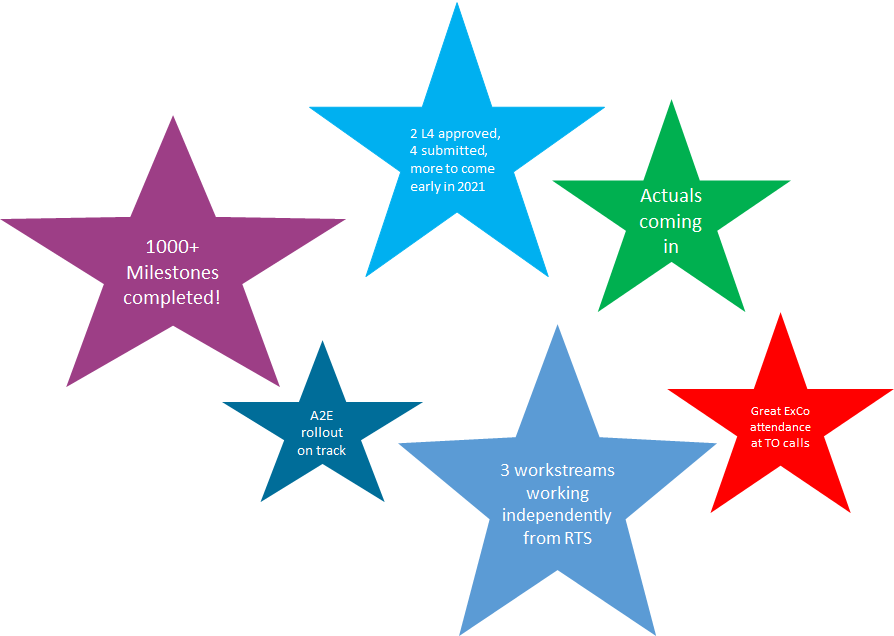 2 L4 approved,
4 submitted,
more to come
early in 2021
Actuals
coming
in
1000+
Milestones
completed!
A2E
rollout
on track
3 workstreams
working
independently
from RTS
Great ExCo
attendance
at TO calls